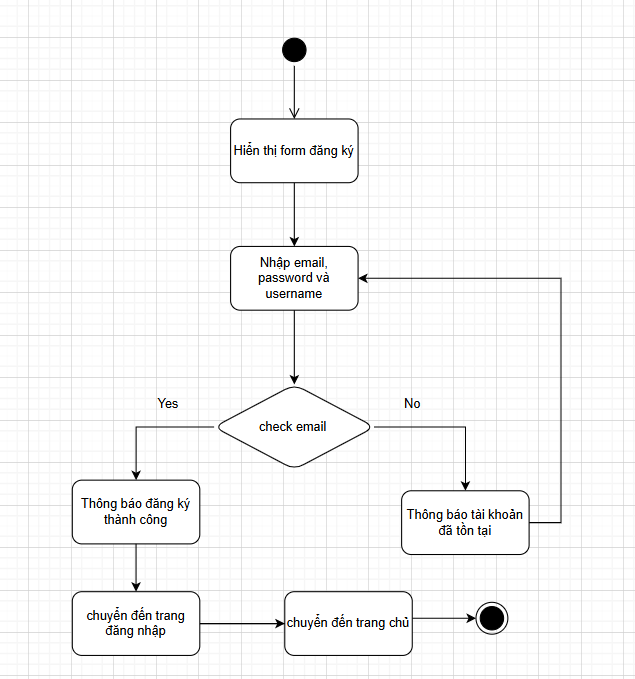 Hiển thị form đăng ký
Nhập email,
password và
username
check email
Yes
No
Thông báo đăng ký
thành công
Thông báo tài khoản
đã tồn tại
chuyển đến trang
đăng nhập
chuyển đến trang chủ